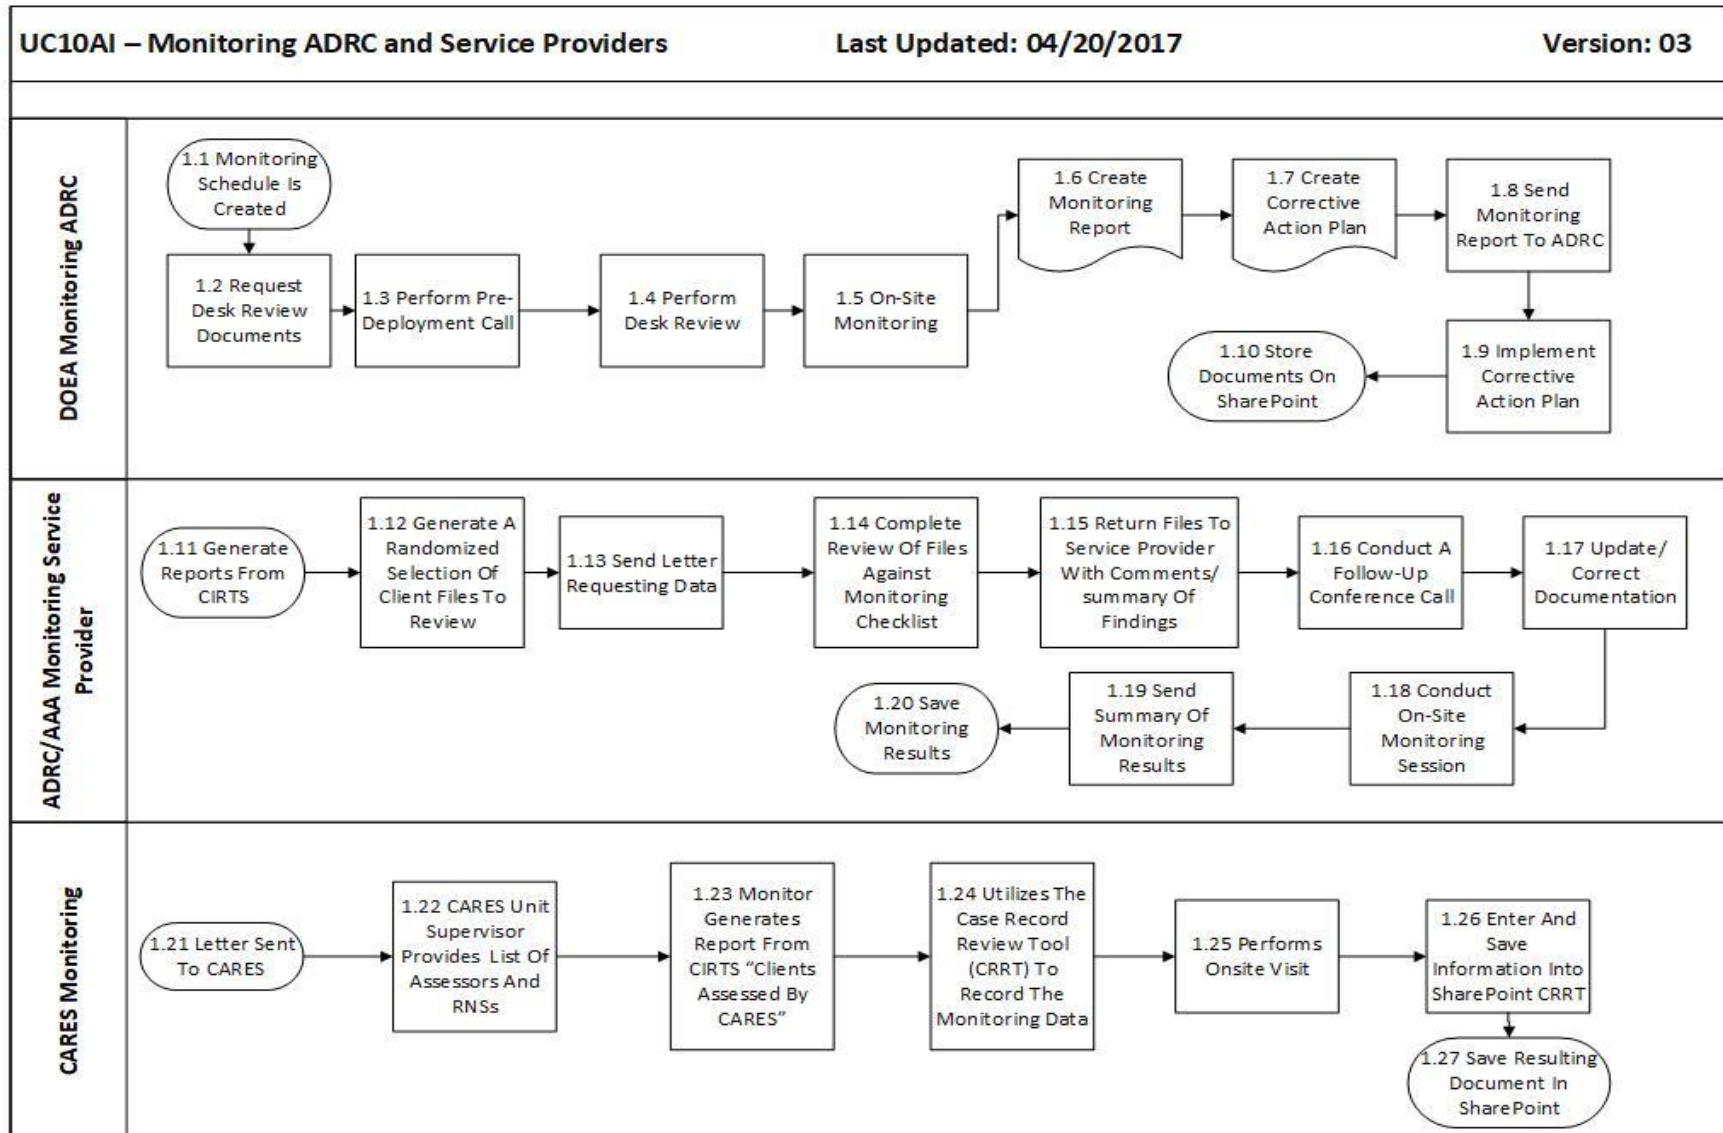 UC10AI – Monitoring ADRC and Service Providers
Last Updated: 04/20/2017
Version: 03
DOEA Monitoring ADRC
1.1 Monitoring
Schedule Is
Created
1.2 Request
Desk Review
Documents
1.3 Perform Pre-
Deployment Call
1.4 Perform
Desk Review
1.5 On-Site
Monitoring
1.6 Create
Monitoring
Report
1.7 Create
Corrective
Action Plan
1.8 Send
Monitoring
Report To ADRC
1.9 Implement
Corrective
Action Plan
1.10 Store
Documents On
SharePoint
ADRC/AAA Monitoring Service
Provider
1.11 Generate
Reports From
CIRTS
1.12 Generate A
Randomized
Selection Of
Client Files To
Review
1.13 Send Letter
Requesting Data
1.14 Complete
Review Of Files
Against
Monitoring
Checklist
1.15 Return Files To
Service Provider
With Comments/
summary Of
Findings
1.16 Conduct A
Follow-Up
Conference Call
1.17 Update/
Correct
Documentation
1.18 Conduct
On-Site
Monitoring
Session
1.19 Send
Summary Of
Monitoring
Results
1.20 Save
Monitoring
Results
CARES Monitoring
1.21 Letter Sent
To CARES
1.22 CARES Unit
Supervisor
Provides List Of
Assessors And
RNSs
1.23 Monitor
Generates
Report From
CIRTS “Clients
Assessed By
CARES”
1.24 Utilizes The
Case Record
Review Tool
(CRRT) To
Record The
Monitoring Data
1.25 Performs
Onsite Visit
1.26 Enter And
Save
Information Into
SharePoint CRRT
1.27 Save Resulting
Document In
SharePoint